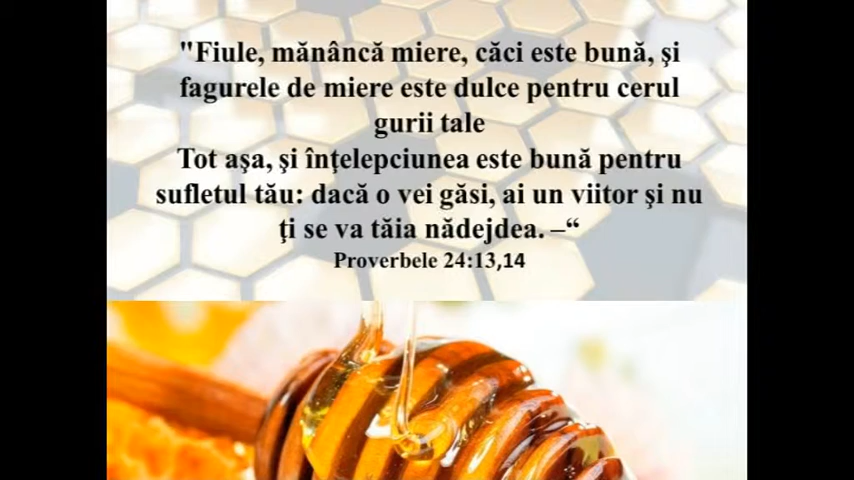 "Fiule, mănâncă miere, căci este bună, şi
fagurele de miere este dulce pentru cerul
gurii tale
Tot aşa, şi înţelepciunea este bună pentru
sufletul tău: dacă o vei găsi, ai un viitor şi nu
ţi se va tăia nădejdea. –“
Proverbele 24:13,14